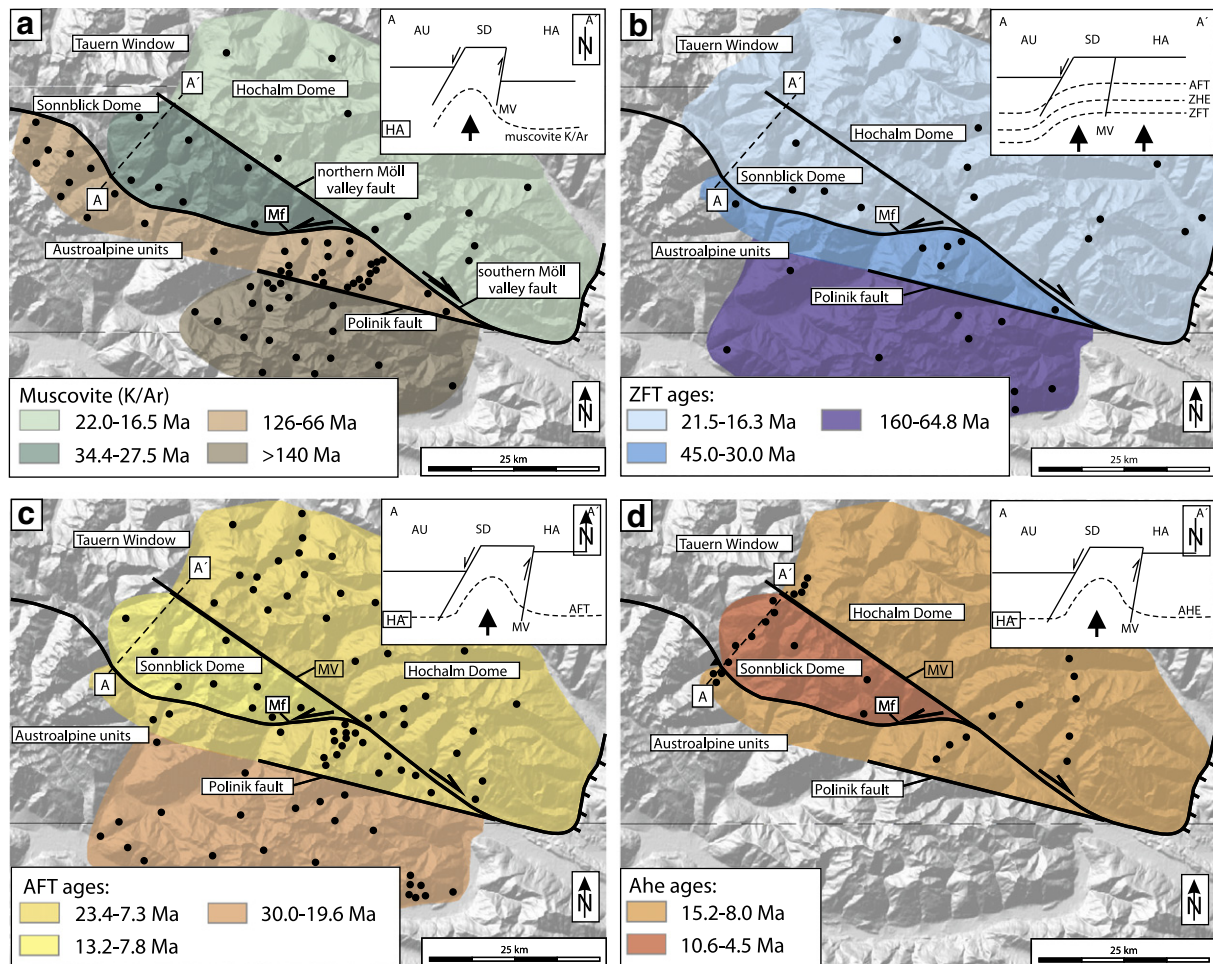 a
Tauern Window
Sonnblick Dome
Hochalm Dome
A´
A
northern Möll
valley fault
Mf
Austroalpine units
southern Möll
valley fault
Polinik fault
A
A´
AU
SD
HA
N
MV
HA
muscovite K/Ar
Muscovite (K/Ar)
22.0-16.5 Ma
126-66 Ma
34.4-27.5 Ma
>140 Ma
N
25 km
b
Tauern Window
A´
Hochalm Dome
Sonnblick Dome
A
Mf
Austroalpine units
Polinik fault
A
A´
AU
SD
HA
AFT
ZHE
ZFT
MV
ZFT ages:
21.5-16.3 Ma
160-64.8 Ma
45.0-30.0 Ma
N
25 km
c
Tauern Window
A´
Sonnblick Dome
MV
Hochalm Dome
A
Mf
Austroalpine units
Polinik fault
A
A´
AU
SD
HA
N
AFT
HA
MV
AFT ages:
23.4-7.3 Ma
30.0-19.6 Ma
13.2-7.8 Ma
N
25 km
d
Tauern Window
A´
Hochalm Dome
Sonnblick Dome
MV
A
Mf
Austroalpine units
Polinik fault
A
A´
AU
SD
HA
N
AHE
HA
MV
Ahe ages:
15.2-8.0 Ma
10.6-4.5 Ma
N
25 km